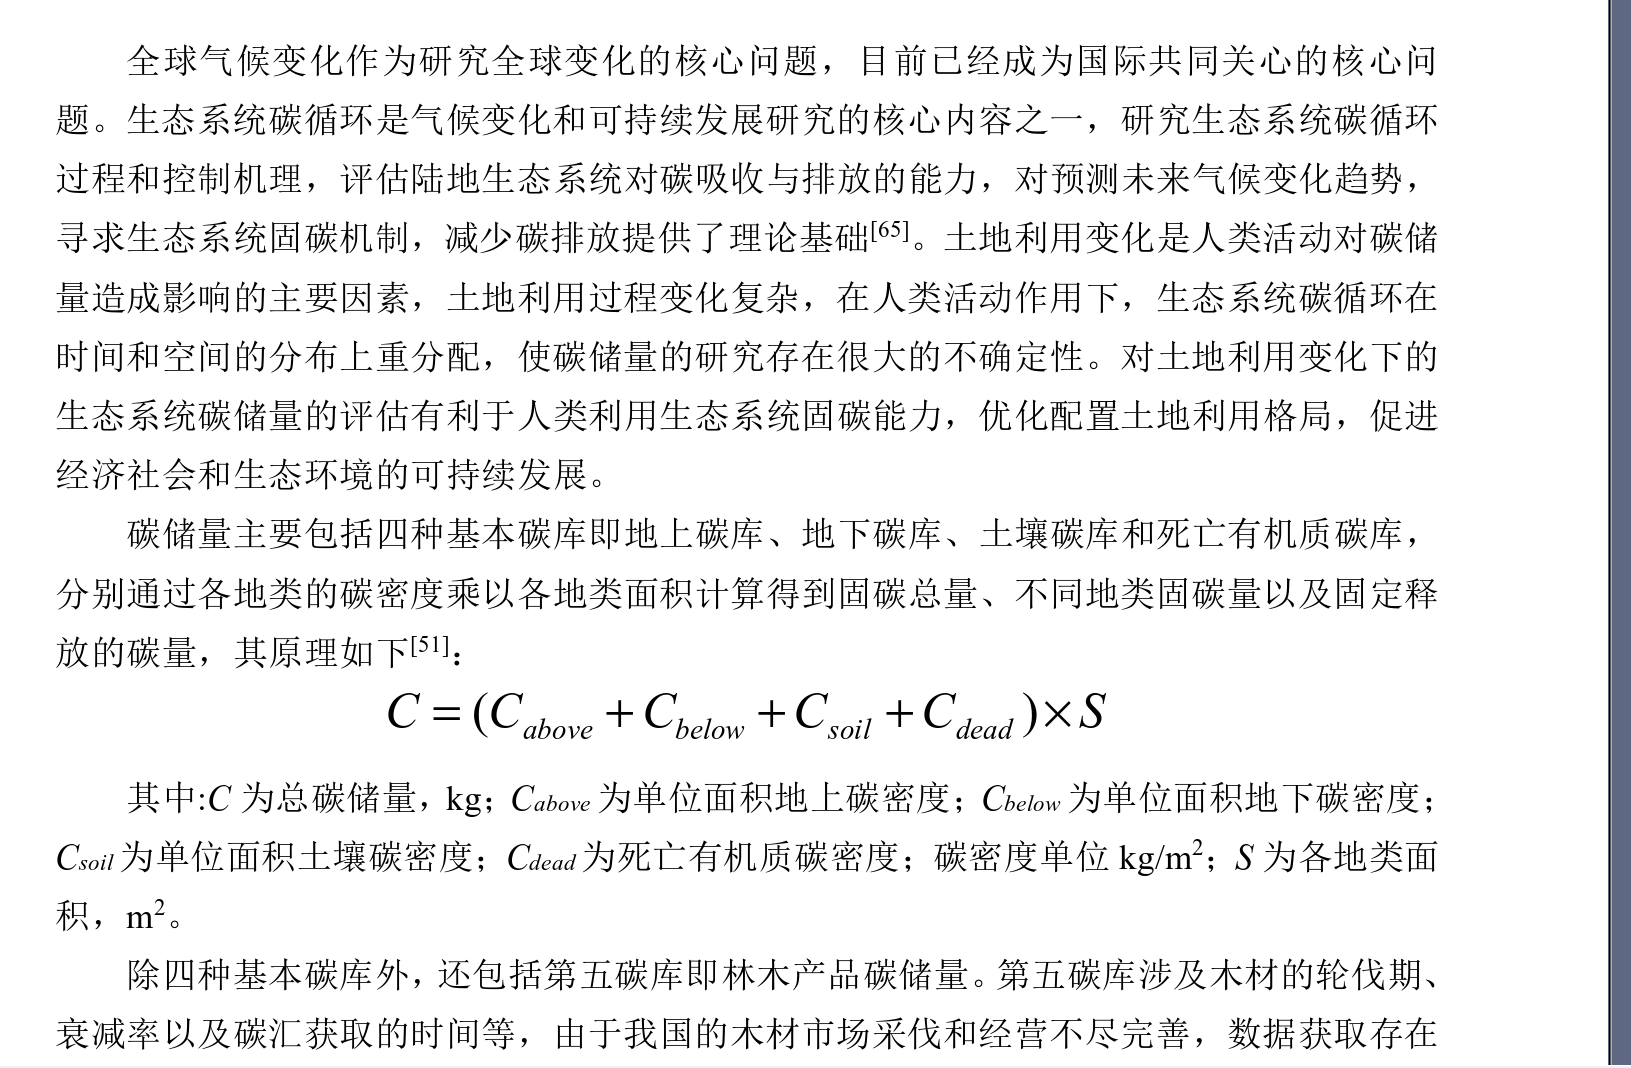 全球气候变化作为研究全球变化的核心问题，目前已经成为国际共同关心的核心问
题。生态系统碳循环是气候变化和可持续发展研究的核心内容之一，研究生态系统碳循环
过程和控制机理，评估陆地生态系统对碳吸收与排放的能力，对预测未来气候变化趋势，
寻求生态系统固碳机制，减少碳排放提供了理论基础[65]。土地利用变化是人类活动对碳储
量造成影响的主要因素，土地利用过程变化复杂，在人类活动作用下，生态系统碳循环在
时间和空间的分布上重分配，使碳储量的研究存在很大的不确定性。对土地利用变化下的
生态系统碳储量的评估有利于人类利用生态系统固碳能力，优化配置土地利用格局，促进
经济社会和生态环境的可持续发展。
碳储量主要包括四种基本碳库即地上碳库、地下碳库、土壤碳库和死亡有机质碳库，
分别通过各地类的碳密度乘以各地类面积计算得到固碳总量、不同地类固碳量以及固定释
放的碳量，其原理如下[51]：
C = (Cabove + Cbelow + Csoil + Cdead) × S
其中:C 为总碳储量，kg；Cabove 为单位面积地上碳密度；Cbelow 为单位面积地下碳密度；
Csoil 为单位面积土壤碳密度；Cdead 为死亡有机质碳密度；碳密度单位 kg/m²；S 为各地类面
积，m²。
除四种基本碳库外，还包括第五碳库即林木产品碳储量。第五碳库涉及木材的轮伐期、
衰减率以及碳汇获取的时间等，由于我国的木材市场采伐和经营不尽完善，数据获取存在